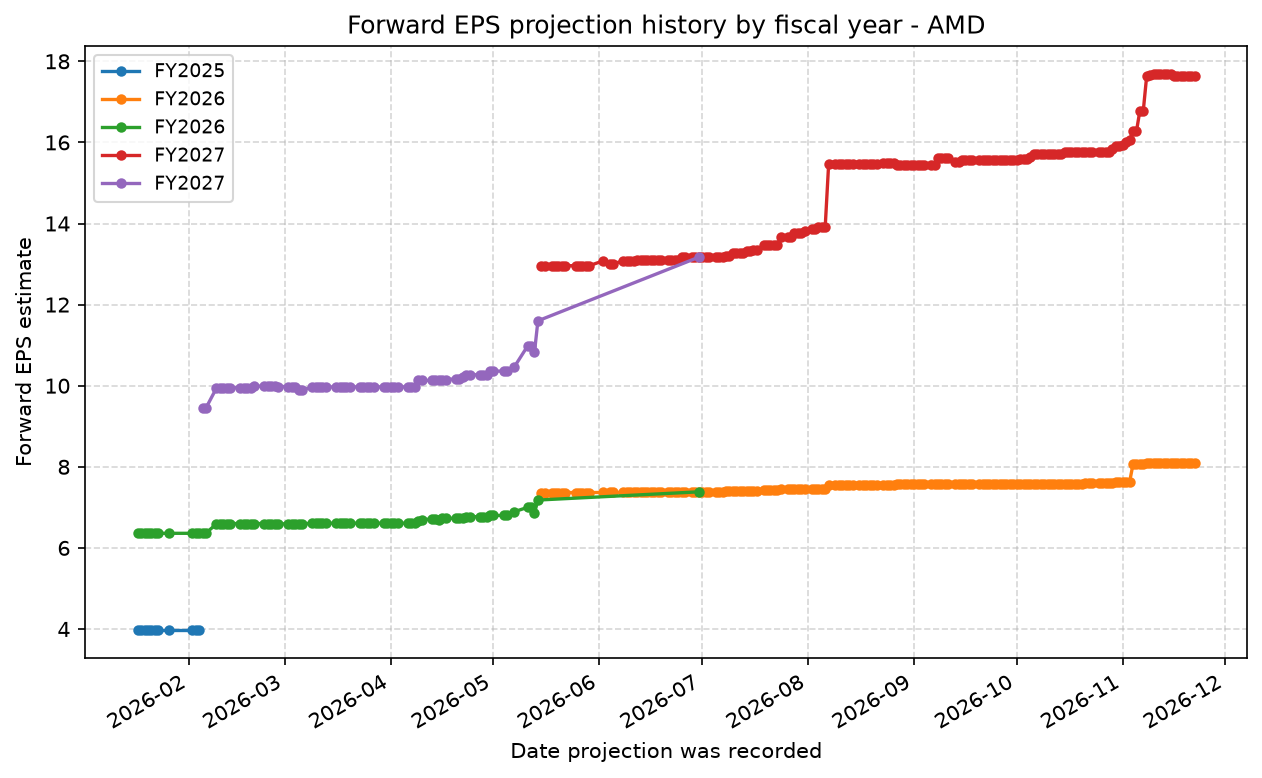 Forward EPS projection history by fiscal year - AMD
FY2025
FY2026
FY2026
FY2027
FY2027
Forward EPS estimate
18
16
14
12
10
8
6
4
2026-02
2026-03
2026-04
2026-05
2026-06
2026-07
2026-08
2026-09
2026-10
2026-11
2026-12
Date projection was recorded